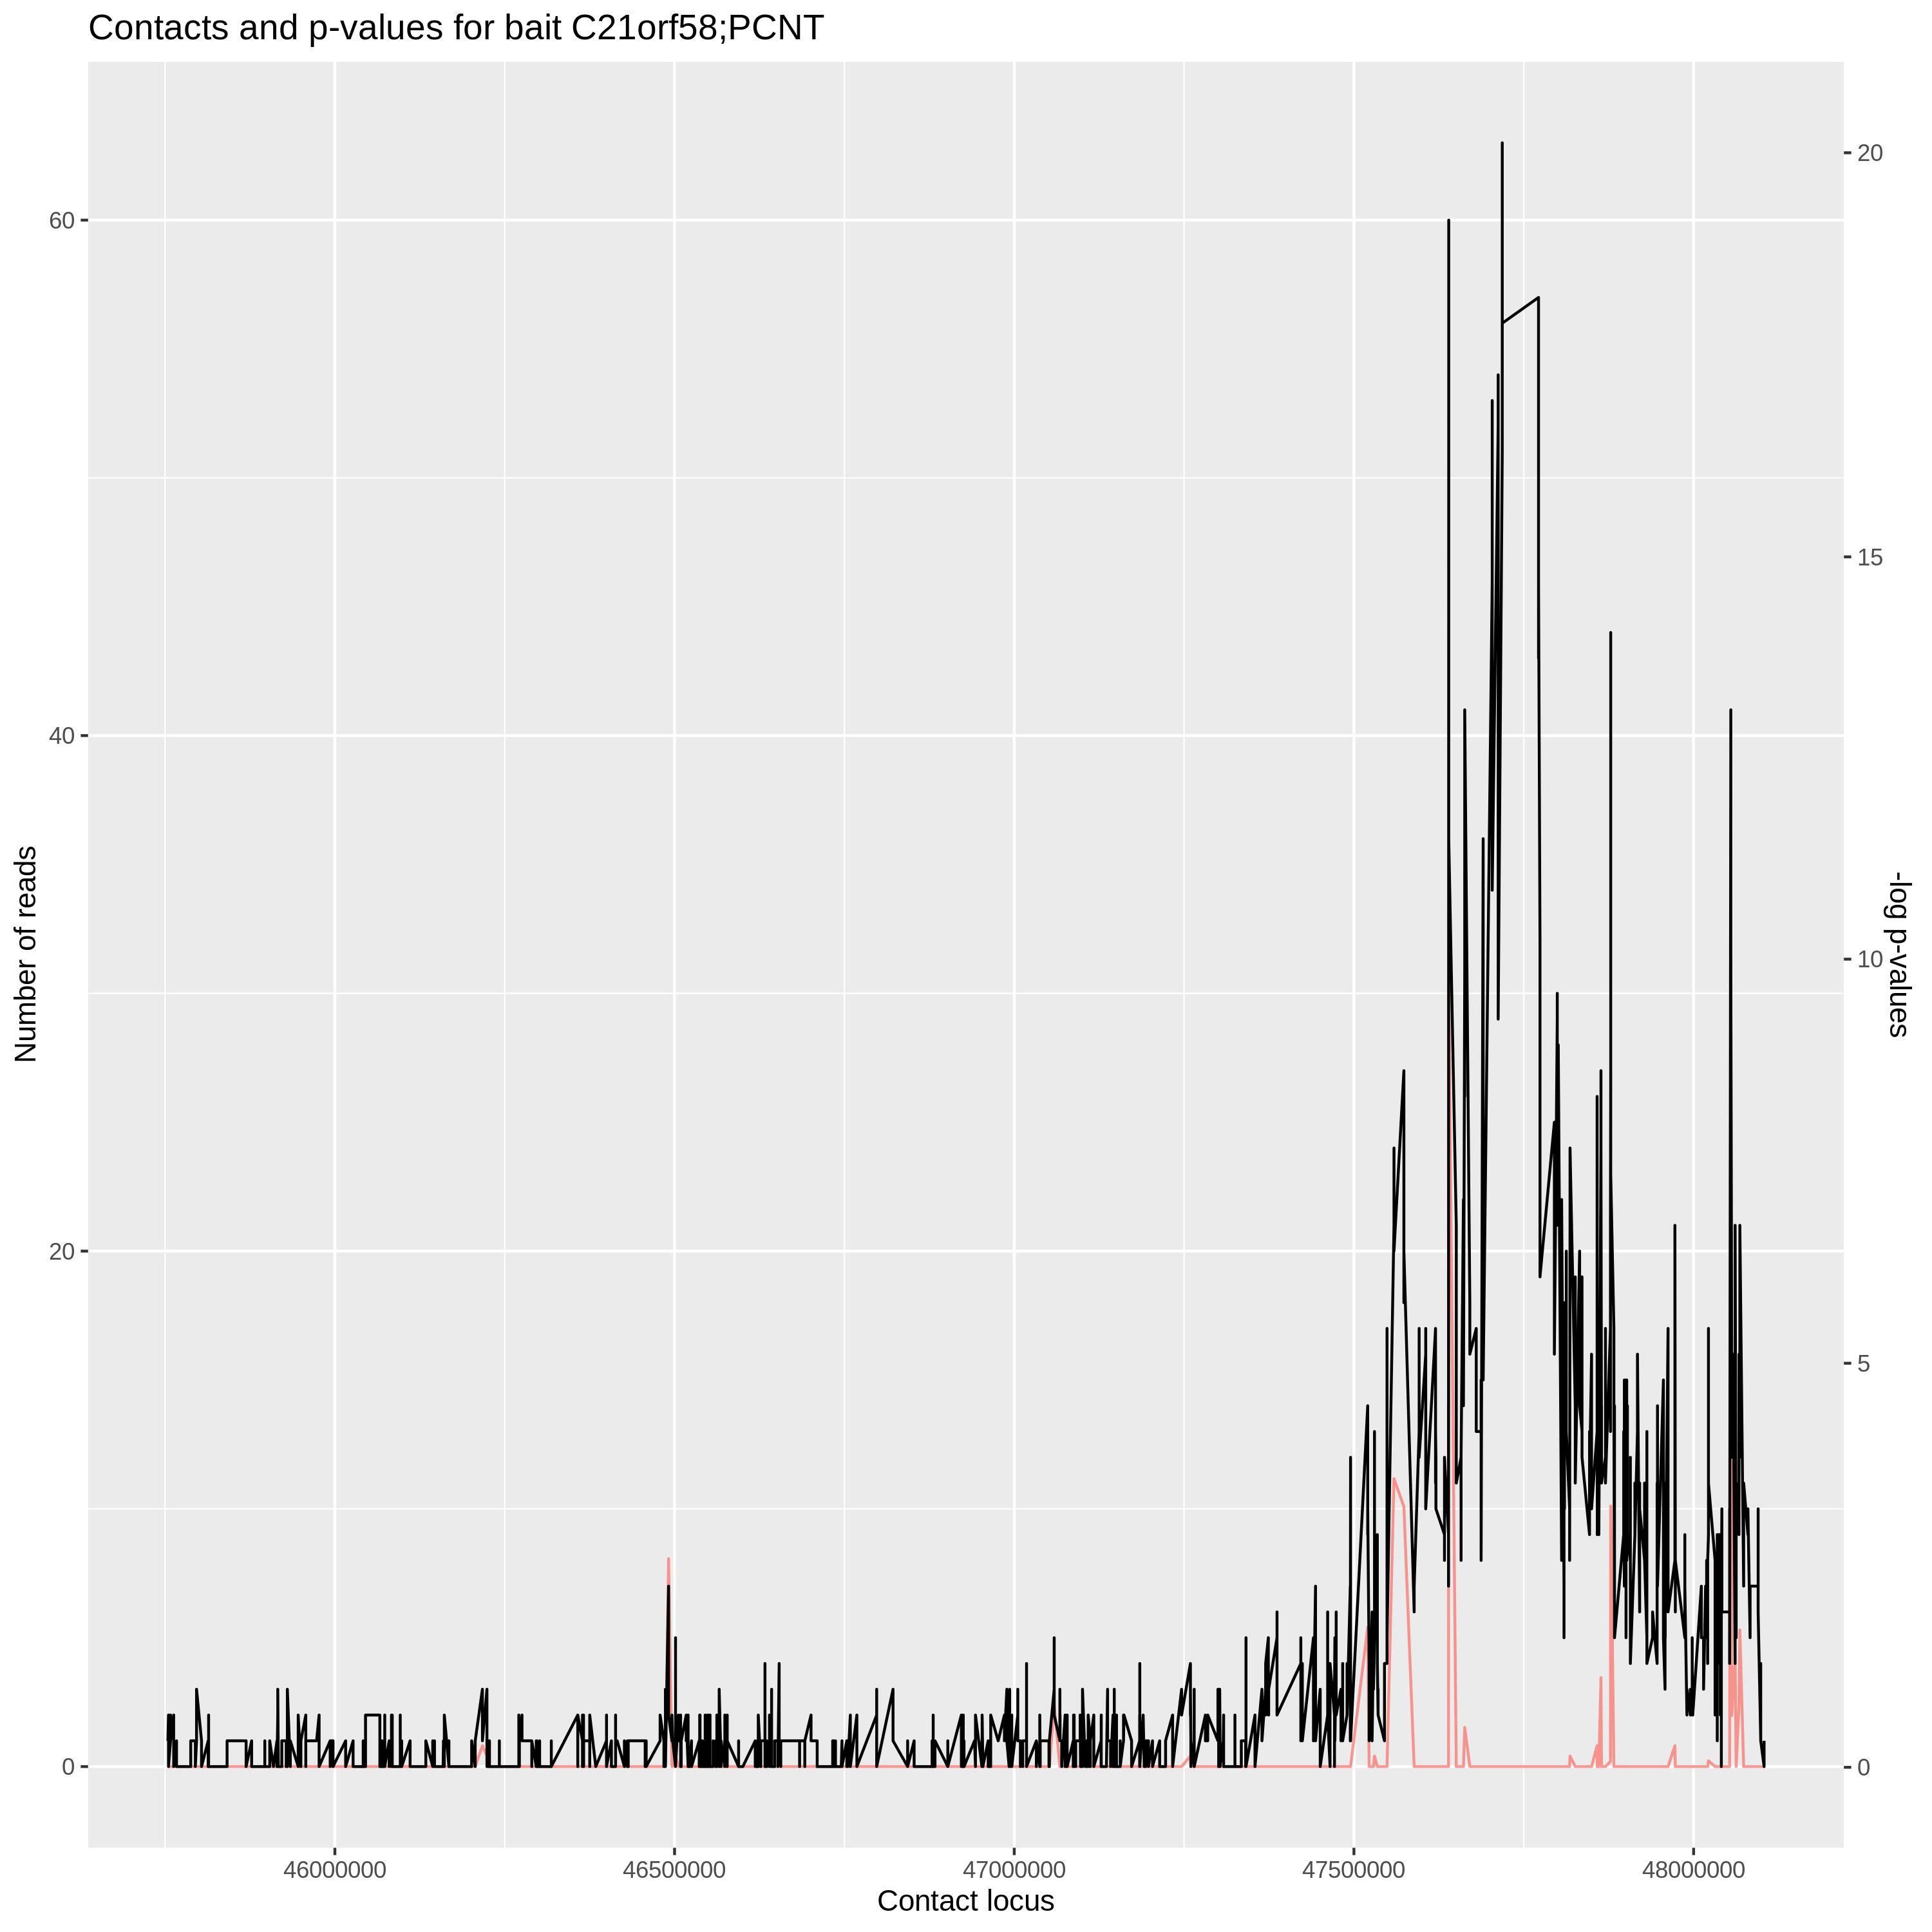 Contacts and p-values for bait C21orf58;PCNT
Number of reads
60
40
20
0
20
15
10
5
0
-log p-values
46000000 46500000 47000000 47500000 48000000
Contact locus